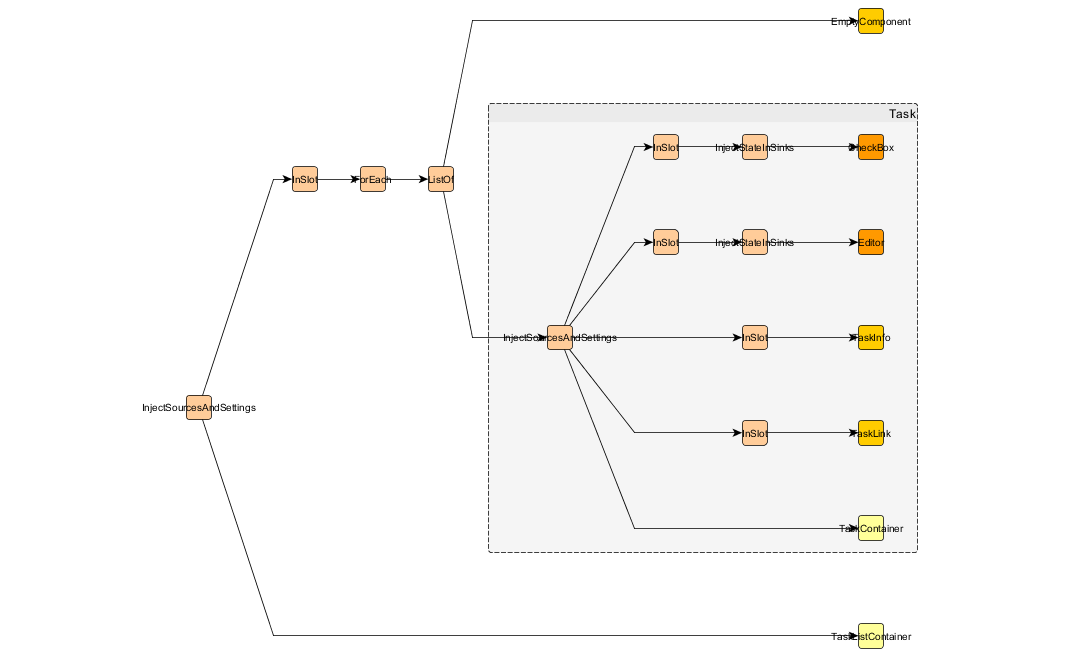 EmptyComponent
Task
InSlot
InjectStateInSinks
CheckBox
InSlot
ForEach
ListOf
InSlot
InjectStateInSinks
Editor
InjectSourcesAndSettings
InSlot
TaskInfo
InjectSourcesAndSettings
InSlot
TaskLink
TaskContainer
TaskListContainer